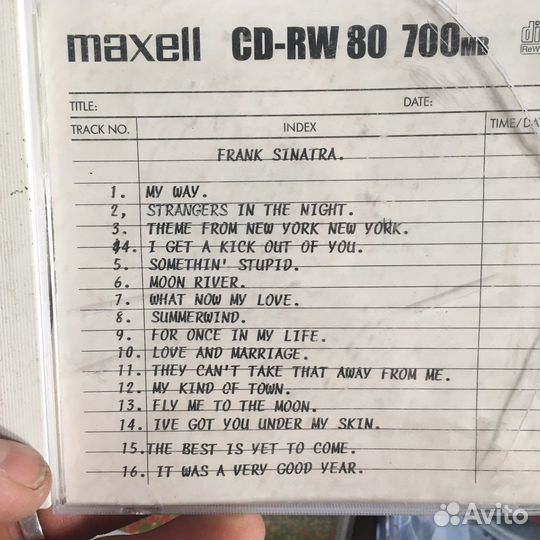 maxell CD-RW 80 700MB
ReW
TITLE: DATE:
TRACK NO. INDEX TIME/DA
FRANK SINATRA.
1. MY WAY.
2, STRANGERS IN THE NIGHT.
3. THEME FROM NEW YORK NEW YORK.
$4. I GET A KICK OUT OF YOU.
5. SOMETHIN' STUPID.
6. MOON RIVER.
7. WHAT NOW MY LOVE.
8. SUMMERWIND.
9. FOR ONCE IN MY LIFE.
10. LOVE AND MARRIAGE.
11. THEY CAN'T TAKE THAT AWAY FROM ME.
12. MY KIND OF TOWN.
13. FLY ME TO THE MOON.
14. IVE GOT YOU UNDER MY SKIN.
15. THE BEST IS YET TO COME.
16. IT WAS A VERY GOOD YEAR.
Avito